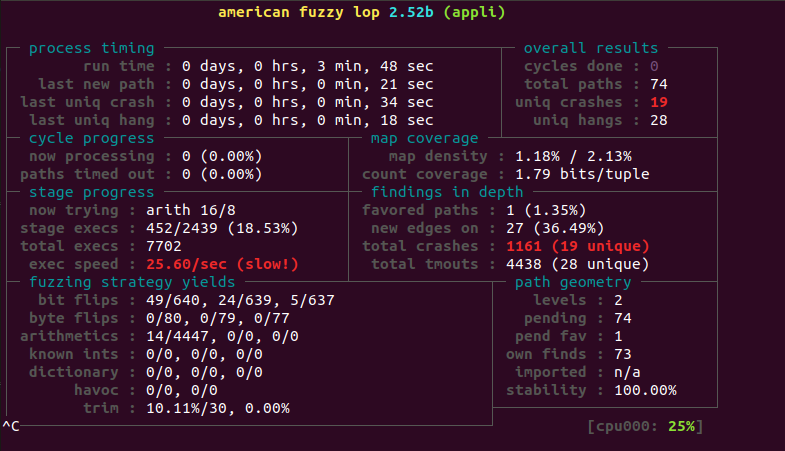 american fuzzy lop 2.52b (appli)
process timing overall results
run time : 0 days, 0 hrs, 3 min, 48 sec cycles done : 0
last new path : 0 days, 0 hrs, 0 min, 21 sec total paths : 74
last uniq crash : 0 days, 0 hrs, 0 min, 34 sec uniq crashes : 19
last uniq hang : 0 days, 0 hrs, 0 min, 18 sec uniq hangs : 28
cycle progress map coverage
now processing : 0 (0.00%) map density : 1.18% / 2.13%
paths timed out : 0 (0.00%) count coverage : 1.79 bits/tuple
stage progress findings in depth
now trying : arith 16/8 favored paths : 1 (1.35%)
stage execs : 452/2439 (18.53%) new edges on : 27 (36.49%)
total execs : 7702 total crashes : 1161 (19 unique)
exec speed : 25.60/sec (slow!) total tmouts : 4438 (28 unique)
fuzzing strategy yields path geometry
bit flips : 49/640, 24/639, 5/637 levels : 2
byte flips : 0/80, 0/79, 0/77 pending : 74
arithmetics : 14/4447, 0/0, 0/0 pend fav : 1
known ints : 0/0, 0/0, 0/0 own finds : 73
dictionary : 0/0, 0/0, 0/0 imported : n/a
havoc : 0/0, 0/0 stability : 100.00%
trim : 10.11%/30, 0.00%
^C [cpu000: 25%]